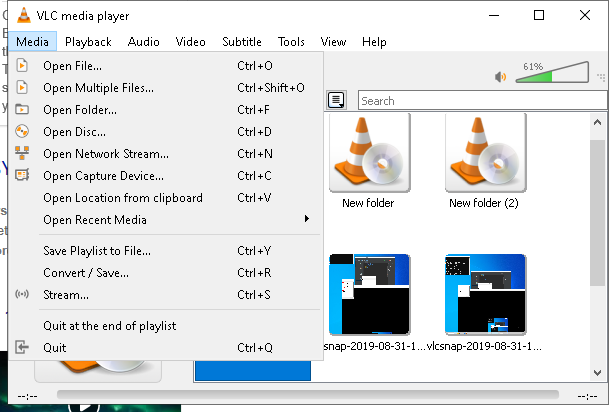 VLC media player
Media Playback Audio Video Subtitle Tools View Help
Open File... Ctrl+O
Open Multiple Files... Ctrl+Shift+O
Open Folder... Ctrl+F
Open Disc... Ctrl+D
Open Network Stream... Ctrl+N
Open Capture Device... Ctrl+C
Open Location from clipboard Ctrl+V
Open Recent Media
Save Playlist to File... Ctrl+Y
Convert / Save... Ctrl+R
Stream... Ctrl+S
Quit at the end of playlist
Quit Ctrl+Q
61%
Search
New folder
New folder (2)
snap-2019-08-31-1...
vlcsnap-2019-08-31-1...
--:--
--:--